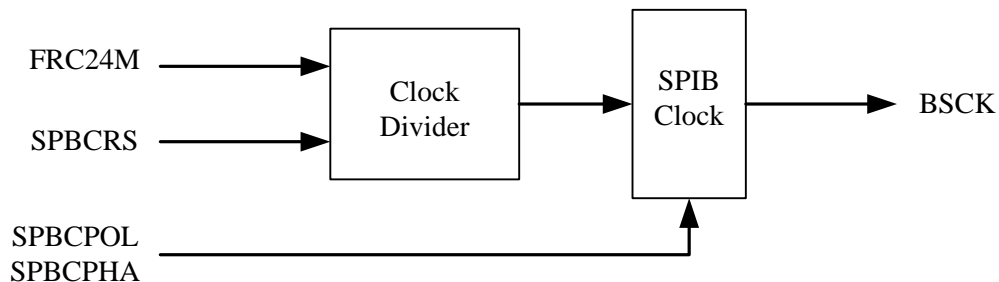 FRC24M
SPBCRS
Clock
Divider
SPIB
Clock
BSCK
SPBCPOL
SPBCPHA